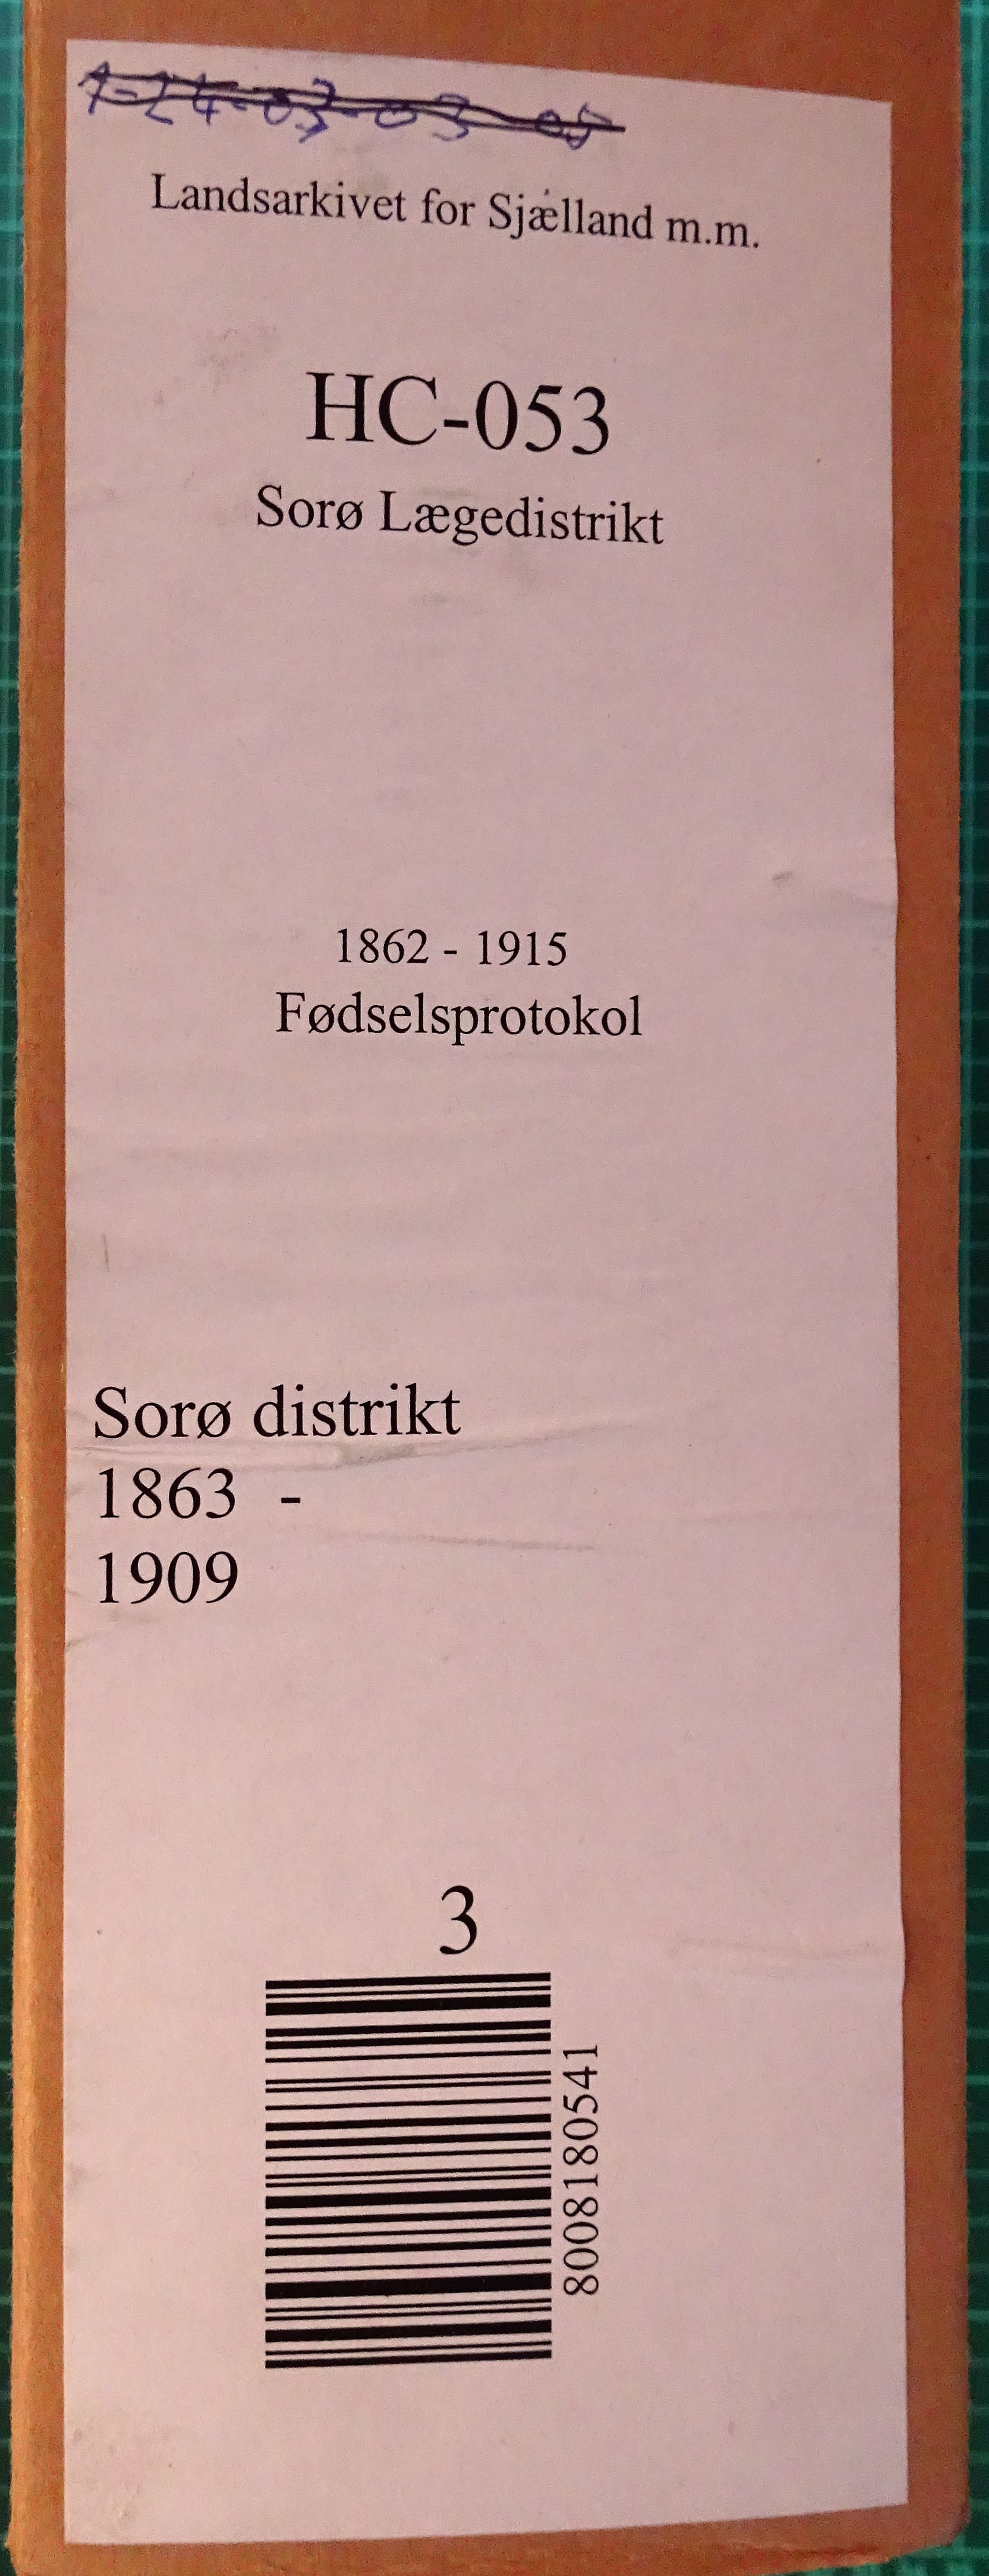 Landsarkivet for Sjælland m.m.
HC-053
Sorø Lægedistrikt
1862 - 1915
Fødselsprotokol
Sorø distrikt
1863 -
1909
3
8008180541